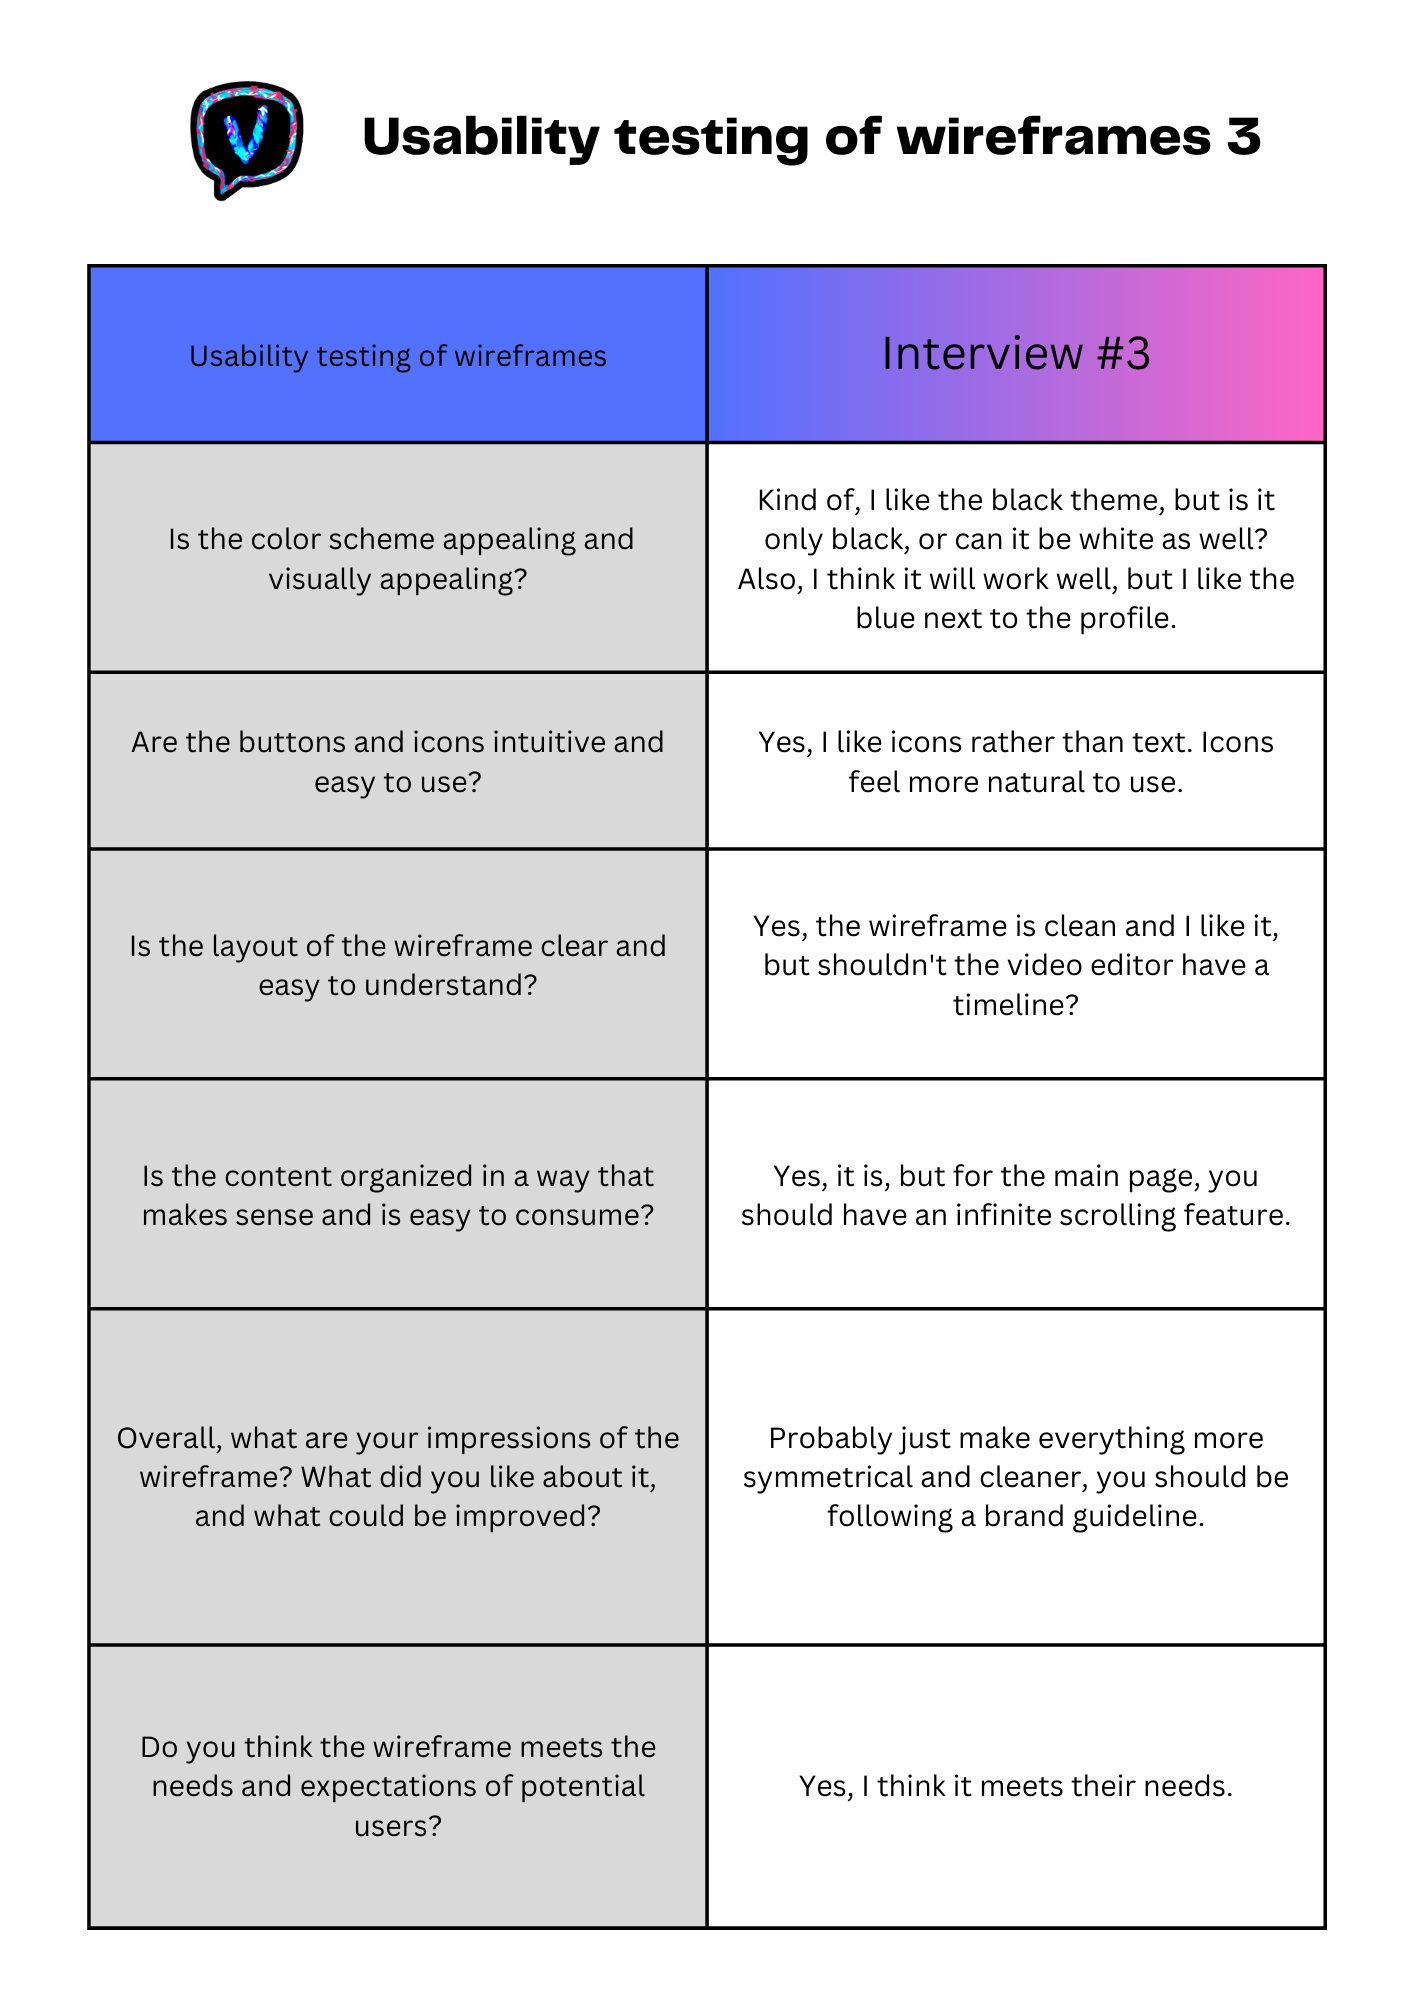 V
Usability testing of wireframes 3
Usability testing of wireframes
Interview #3
Is the color scheme appealing and
visually appealing?
Kind of, I like the black theme, but is it
only black, or can it be white as well?
Also, I think it will work well, but I like the
blue next to the profile.
Are the buttons and icons intuitive and
easy to use?
Yes, I like icons rather than text. Icons
feel more natural to use.
Is the layout of the wireframe clear and
easy to understand?
Yes, the wireframe is clean and I like it,
but shouldn't the video editor have a
timeline?
Is the content organized in a way that
makes sense and is easy to consume?
Yes, it is, but for the main page, you
should have an infinite scrolling feature.
Overall, what are your impressions of the
wireframe? What did you like about it,
and what could be improved?
Probably just make everything more
symmetrical and cleaner, you should be
following a brand guideline.
Do you think the wireframe meets the
needs and expectations of potential
users?
Yes, I think it meets their needs.